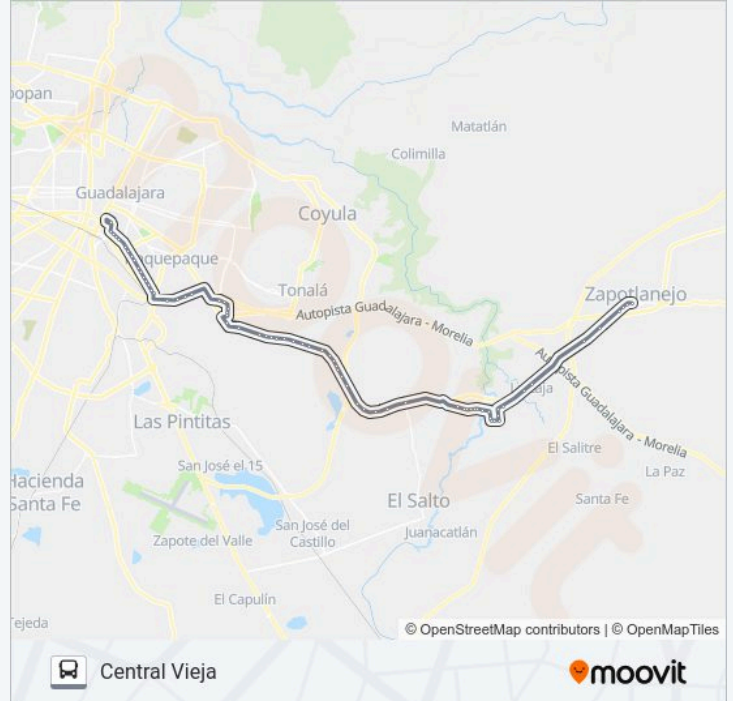 opopan
Matatlán
Colimilla
Guadalajara
Coyula
aquepaque
Tonalá
Zapotlanejo
Autopista Guadalajara - Morelia
Autopista Guadalajara - Morelia
Las Pintitas
El Salitre
La Paz
San José el 15
Hacienda
Santa Fe
El Salto
Santa Fe
San José del
Castillo
Juanacatlán
Zapote del Valle
El Capulín
Tejeda
© OpenStreetMap contributors | © OpenMapTiles
Central Vieja
moovit